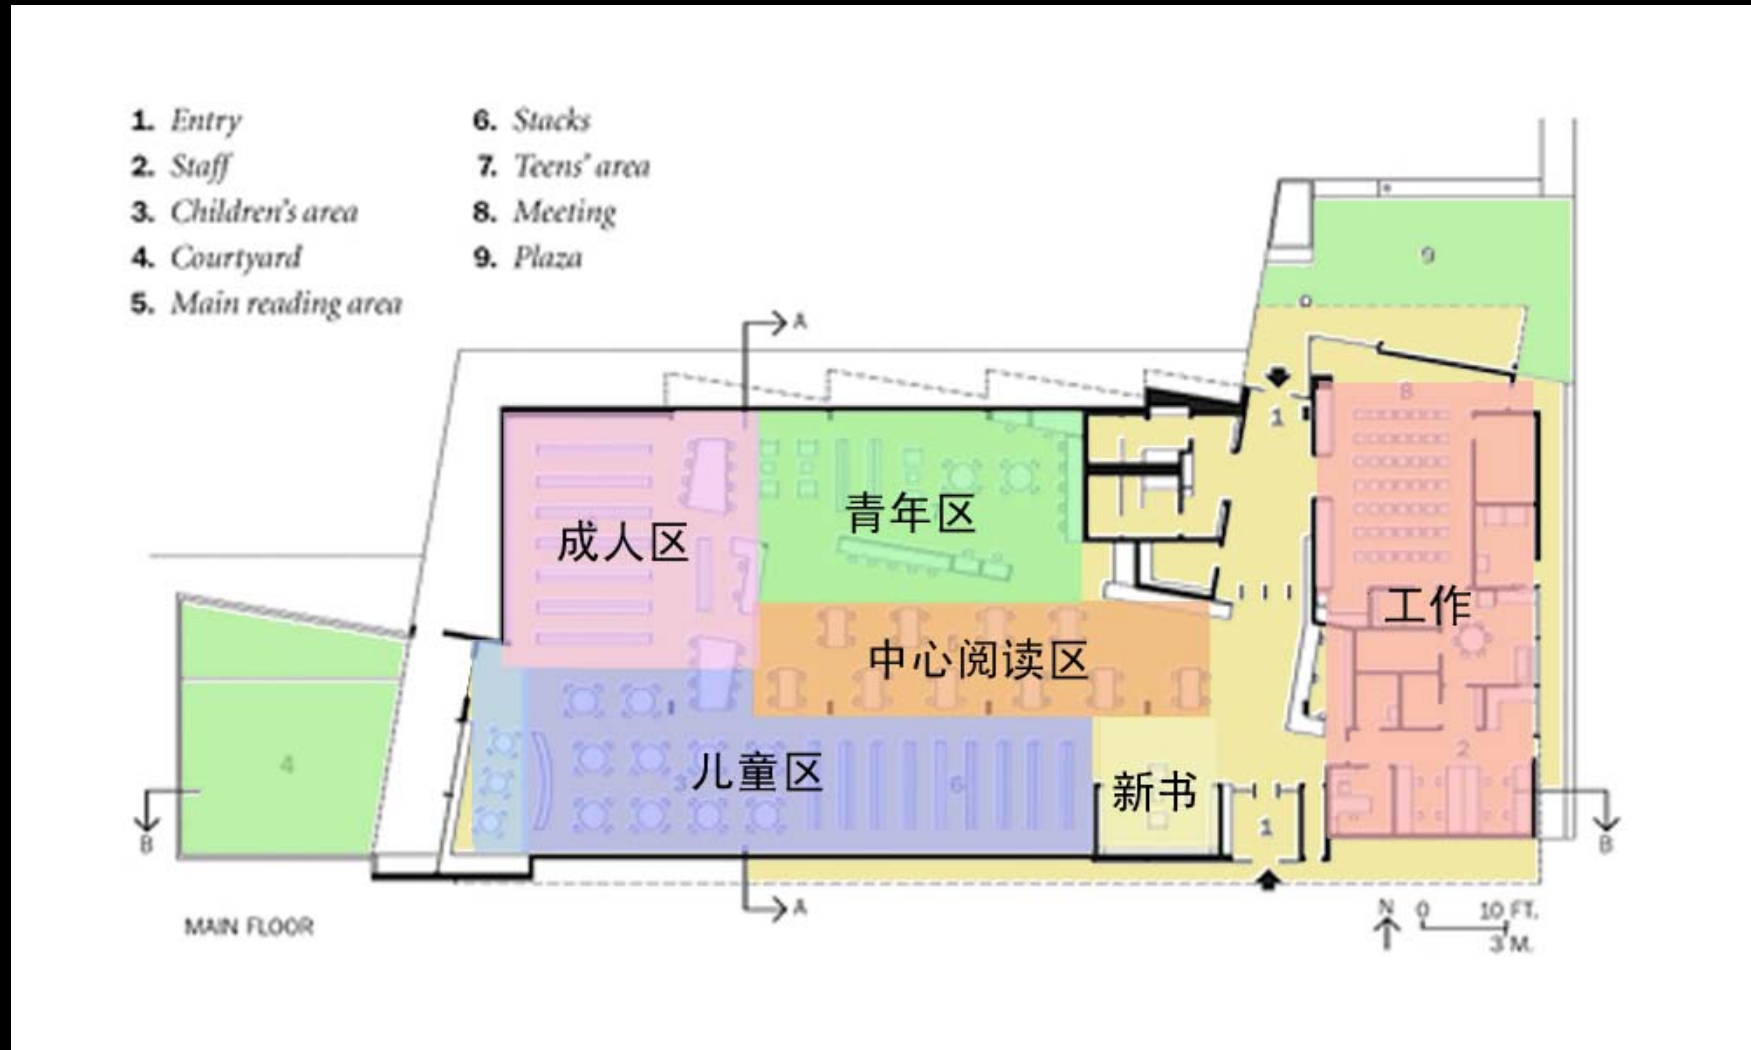 1. Entry
2. Staff
3. Children's area
4. Courtyard
5. Main reading area
6. Stacks
7. Teens' area
8. Meeting
9. Plaza
A
9
8
1
成人区
青年区
工作
中心阅读区
4
儿童区
3
6
新书
2
1
B
B
A
MAIN FLOOR
N 0 10 FT.
3 M.